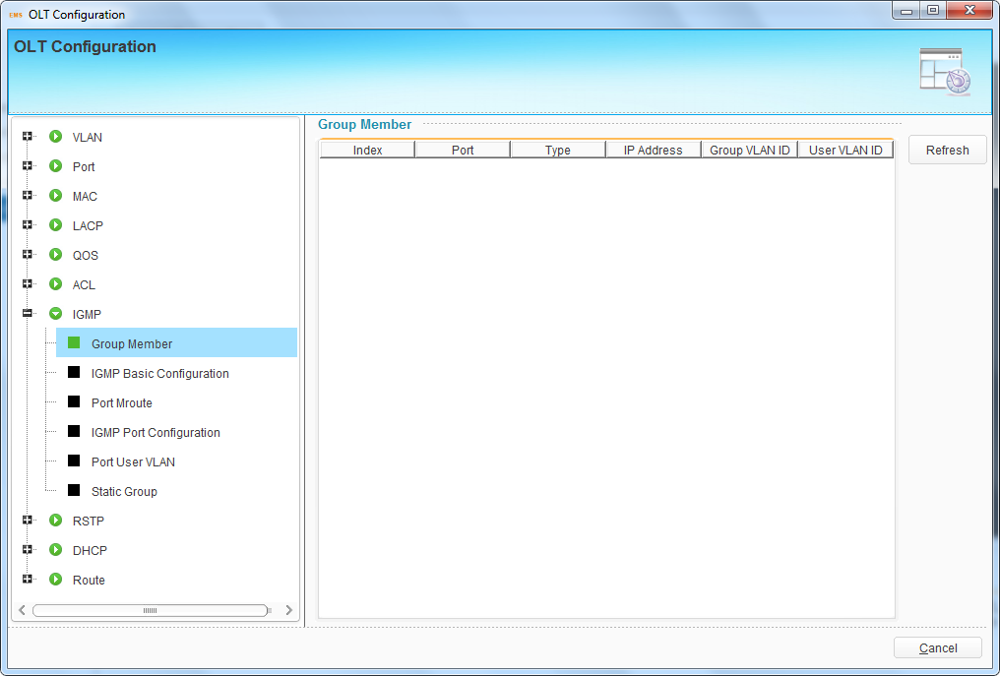 EMS OLT Configuration
OLT Configuration
VLAN
Port
MAC
LACP
QOS
ACL
IGMP
Group Member
IGMP Basic Configuration
Port Mroute
IGMP Port Configuration
Port User VLAN
Static Group
RSTP
DHCP
Route
Group Member
Index Port Type IP Address Group VLAN ID User VLAN ID
Refresh
Cancel